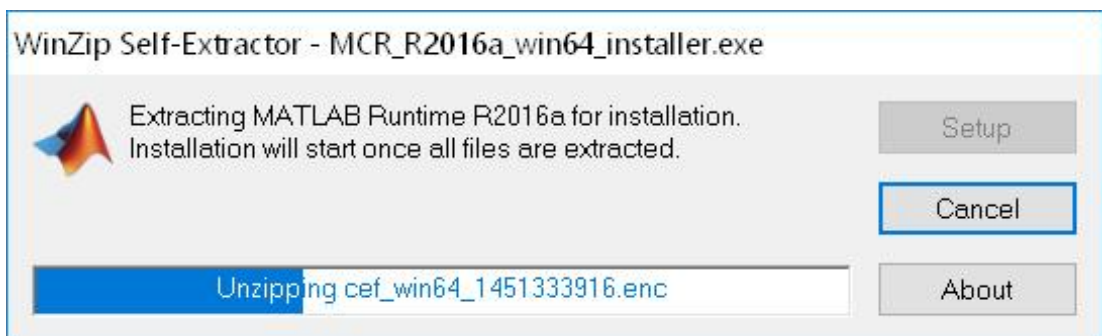 WinZip Self-Extractor - MCR_R2016a_win64_installer.exe
Extracting MATLAB Runtime R2016a for installation.
Installation will start once all files are extracted.
Setup
Cancel
Unzipping cef_win64_1451333916.enc
About